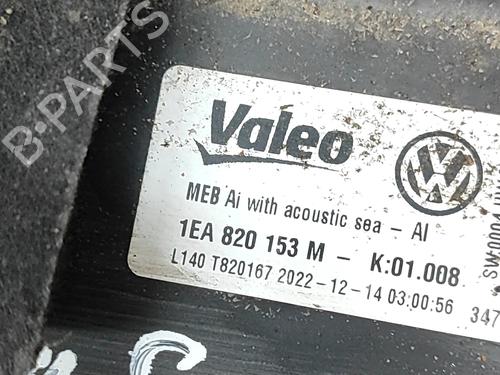 B-PARTS
Valeo
MEB Ai with acoustic sea - AI
1EA 820 153 M - K:01.008
L140 T820167 2022-12-14 03:00:56 347